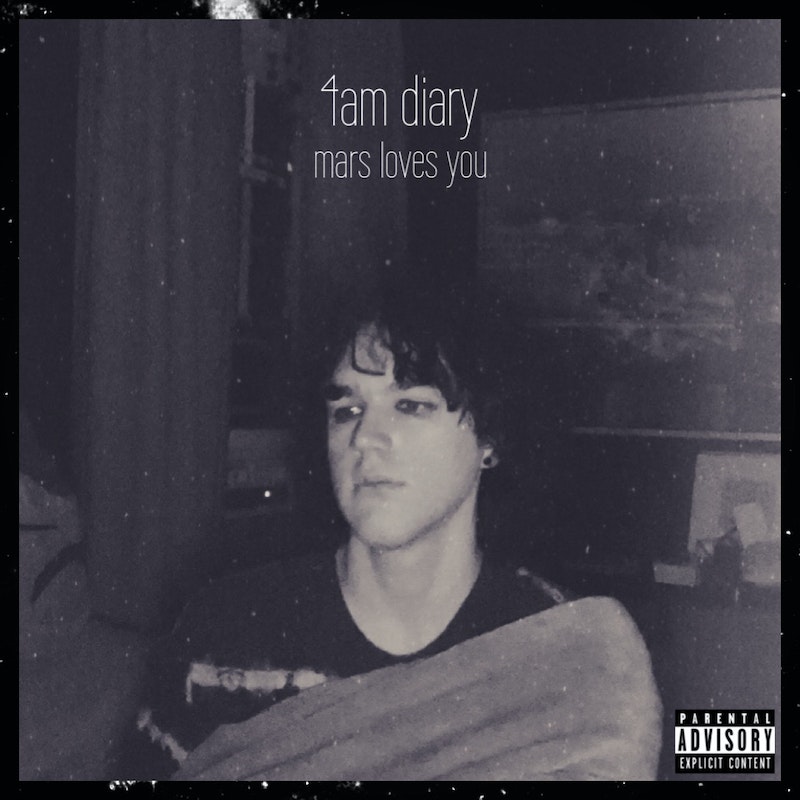 4am diary
mars loves you
PARENTAL
ADVISORY
EXPLICIT CONTENT